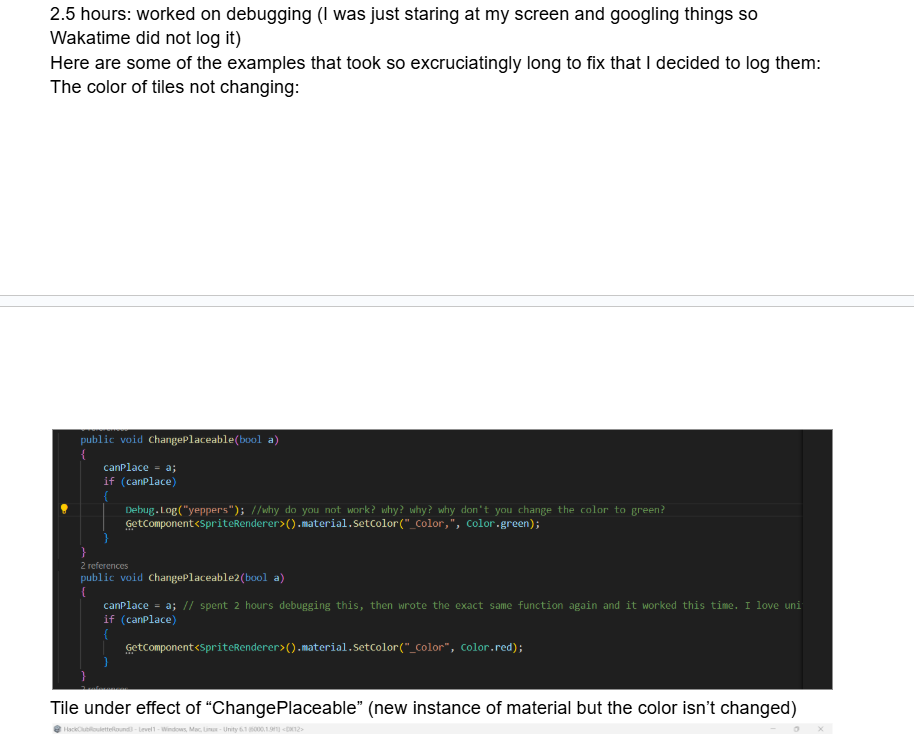 2.5 hours: worked on debugging (I was just staring at my screen and googling things so
Wakatime did not log it)
Here are some of the examples that took so excruciatingly long to fix that I decided to log them:
The color of tiles not changing:
public void ChangePlaceable(bool a)
{
canPlace = a;
if (canPlace)
{
Debug.Log("yeppers"); //why do you not work? why? why? why don't you change the color to green?
GetComponent<SpriteRenderer>().material.SetColor("_Color,", Color.green);
}
}
2 references
public void ChangePlaceable2(bool a)
{
canPlace = a; // spent 2 hours debugging this, then wrote the exact same function again and it worked this time. I love uni
if (canPlace)
{
GetComponent<SpriteRenderer>().material.SetColor("_Color", Color.red);
}
}
Tile under effect of “ChangePlaceable” (new instance of material but the color isn’t changed)
HackClubRouletteRound3 - Level1 - Windows, Mac, Linux - Unity 6.1 (6000.1.9f1) <DX12>